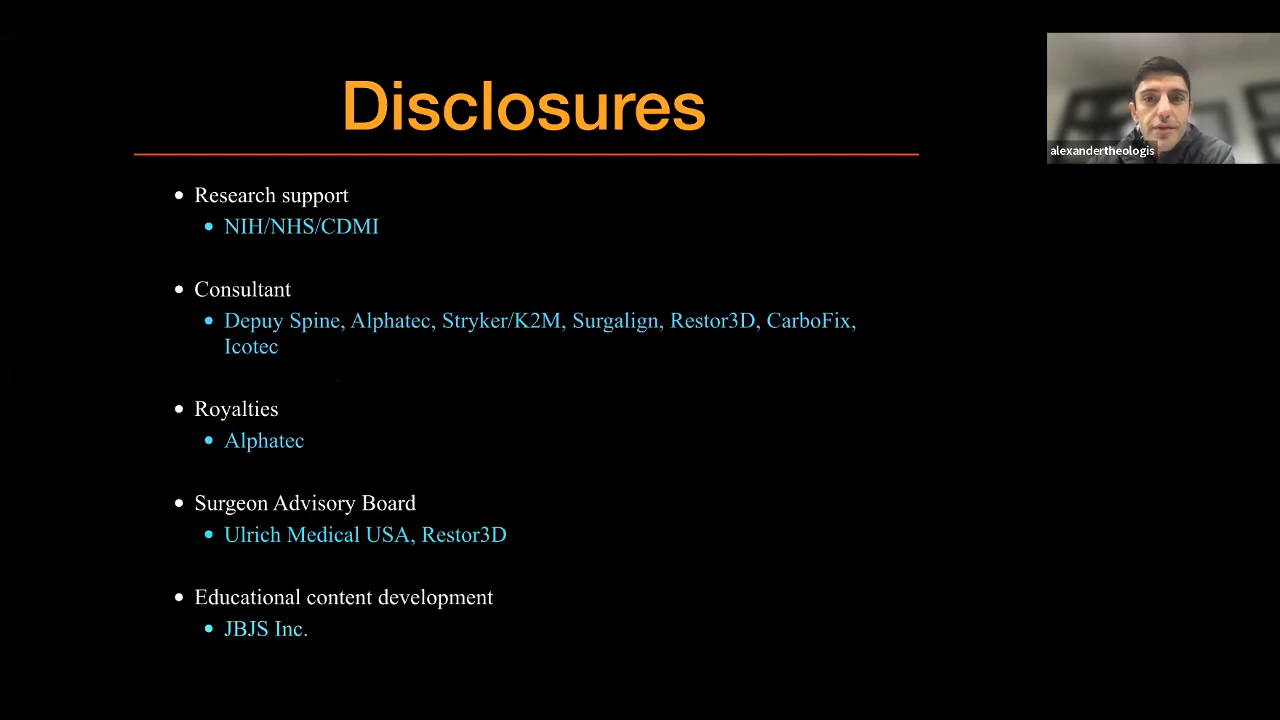 Disclosures
alexandertheologis
Research support
NIH/NHS/CDMI
Consultant
Depuy Spine, Alphatec, Stryker/K2M, Surgalign, Restor3D, CarboFix,
Icotec
Royalties
Alphatec
Surgeon Advisory Board
Ulrich Medical USA, Restor3D
Educational content development
JBJS Inc.